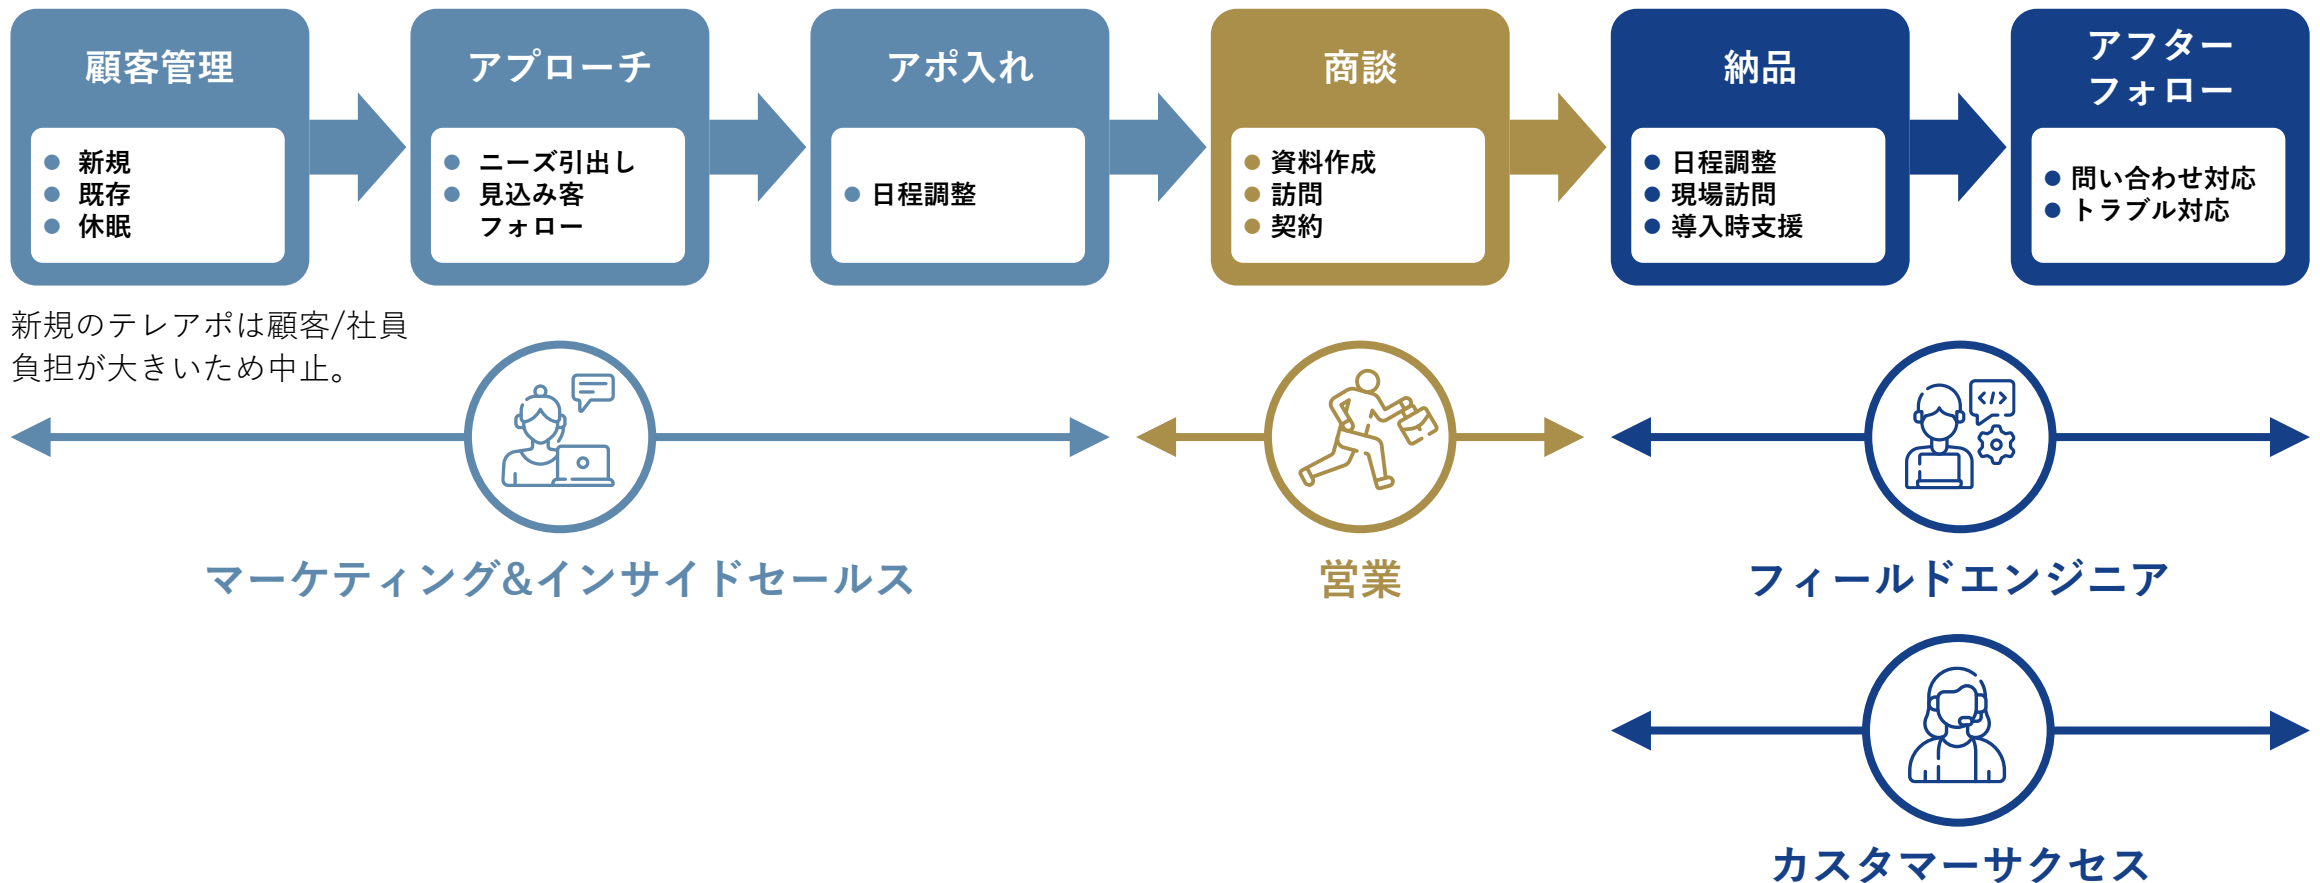 顧客管理
新規
既存
休眠
アプローチ
ニーズ引出し
見込み客
フォロー
アポ入れ
日程調整
商談
資料作成
訪問
契約
納品
日程調整
現場訪問
導入時支援
アフター
フォロー
問い合わせ対応
トラブル対応
新規のテレアポは顧客/社員
負担が大きいため中止。
マーケティング&インサイドセールス
営業
フィールドエンジニア
カスタマーサクセス